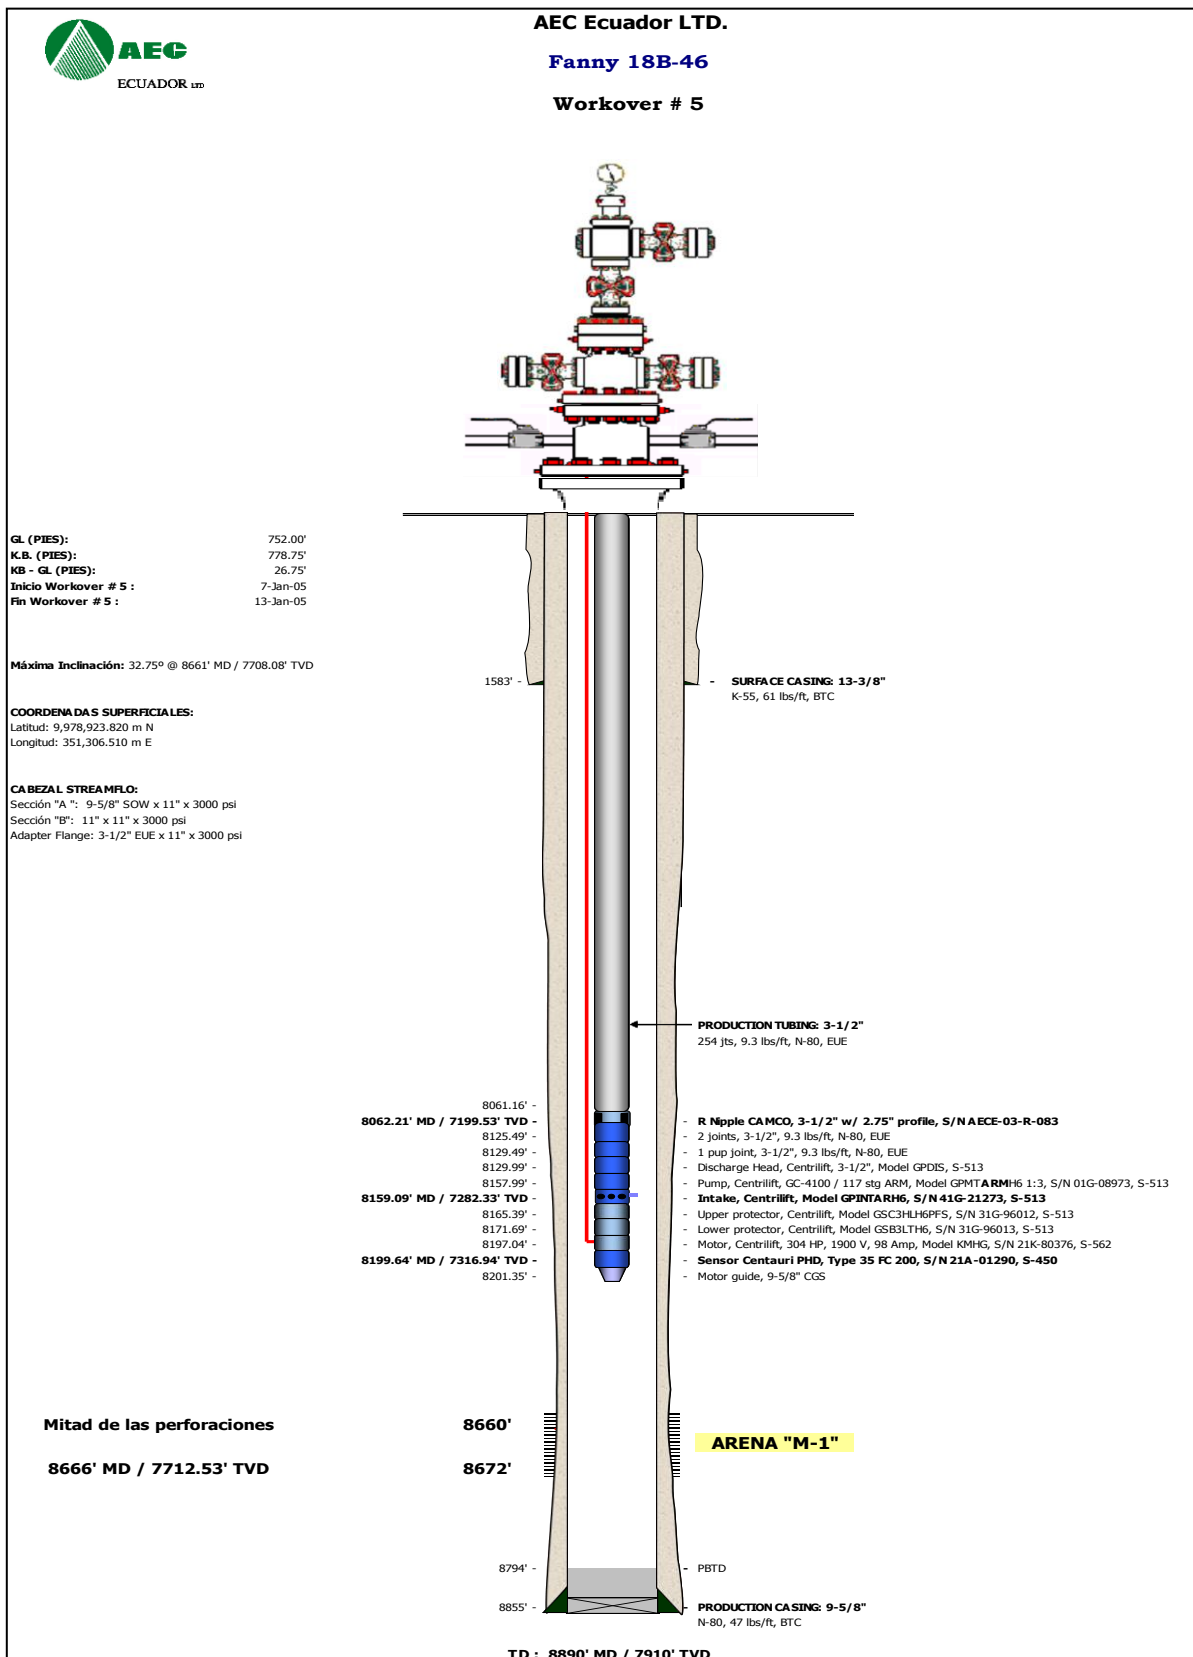 AEC Ecuador LTD.
AEC
ECUADOR LTD
Fanny 18B-46
Workover # 5
GL (PIES): 752.00'
K.B. (PIES): 778.75'
KB - GL (PIES): 26.75'
Inicio Workover # 5 : 7-Jan-05
Fin Workover # 5 : 13-Jan-05
Máxima Inclinación: 32.75º @ 8661' MD / 7708.08' TVD
1583' - - SURFACE CASING: 13-3/8"
K-55, 61 lbs/ft, BTC
COORDENADAS SUPERFICIALES:
Latitud: 9,978,923.820 m N
Longitud: 351,306.510 m E
CABEZAL STREAMFLO:
Sección "A ": 9-5/8" SOW x 11" x 3000 psi
Sección "B": 11" x 11" x 3000 psi
Adapter Flange: 3-1/2" EUE x 11" x 3000 psi
PRODUCTION TUBING: 3-1/2"
254 jts, 9.3 lbs/ft, N-80, EUE
8061.16' -
8062.21' MD / 7199.53' TVD - - R Nipple CAMCO, 3-1/2" w/ 2.75" profile, S/N AECE-03-R-083
8125.49' - - 2 joints, 3-1/2", 9.3 lbs/ft, N-80, EUE
8129.49' - - 1 pup joint, 3-1/2", 9.3 lbs/ft, N-80, EUE
8129.99' - - Discharge Head, Centrilift, 3-1/2", Model GPDIS, S-513
8157.99' - - Pump, Centrilift, GC-4100 / 117 stg ARM, Model GPMTARMH6 1:3, S/N 01G-08973, S-513
8159.09' MD / 7282.33' TVD - - Intake, Centrilift, Model GPINTARH6, S/N 41G-21273, S-513
8165.39' - - Upper protector, Centrilift, Model GSC3HLH6PFS, S/N 31G-96012, S-513
8171.69' - - Lower protector, Centrilift, Model GSB3LTH6, S/N 31G-96013, S-513
8197.04' - - Motor, Centrilift, 304 HP, 1900 V, 98 Amp, Model KMHG, S/N 21K-80376, S-562
8199.64' MD / 7316.94' TVD - - Sensor Centauri PHD, Type 35 FC 200, S/N 21A-01290, S-450
8201.35' - - Motor guide, 9-5/8" CGS
Mitad de las perforaciones 8660'
ARENA "M-1"
8666' MD / 7712.53' TVD 8672'
8794' - - PBTD
8855' - - PRODUCTION CASING: 9-5/8"
N-80, 47 lbs/ft, BTC
TD : 8890' MD / 7910' TVD